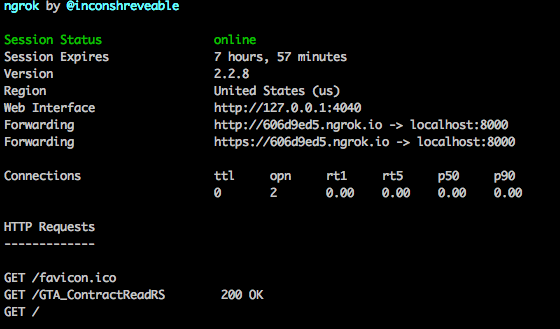 ngrok by @inconshreveable
Session Status online
Session Expires 7 hours, 57 minutes
Version 2.2.8
Region United States (us)
Web Interface http://127.0.0.1:4040
Forwarding http://606d9ed5.ngrok.io -> localhost:8000
Forwarding https://606d9ed5.ngrok.io -> localhost:8000
Connections ttl opn rt1 rt5 p50 p90
0 2 0.00 0.00 0.00 0.00
HTTP Requests
-------------
GET /favicon.ico
GET /GTA_ContractReadRS 200 OK
GET /